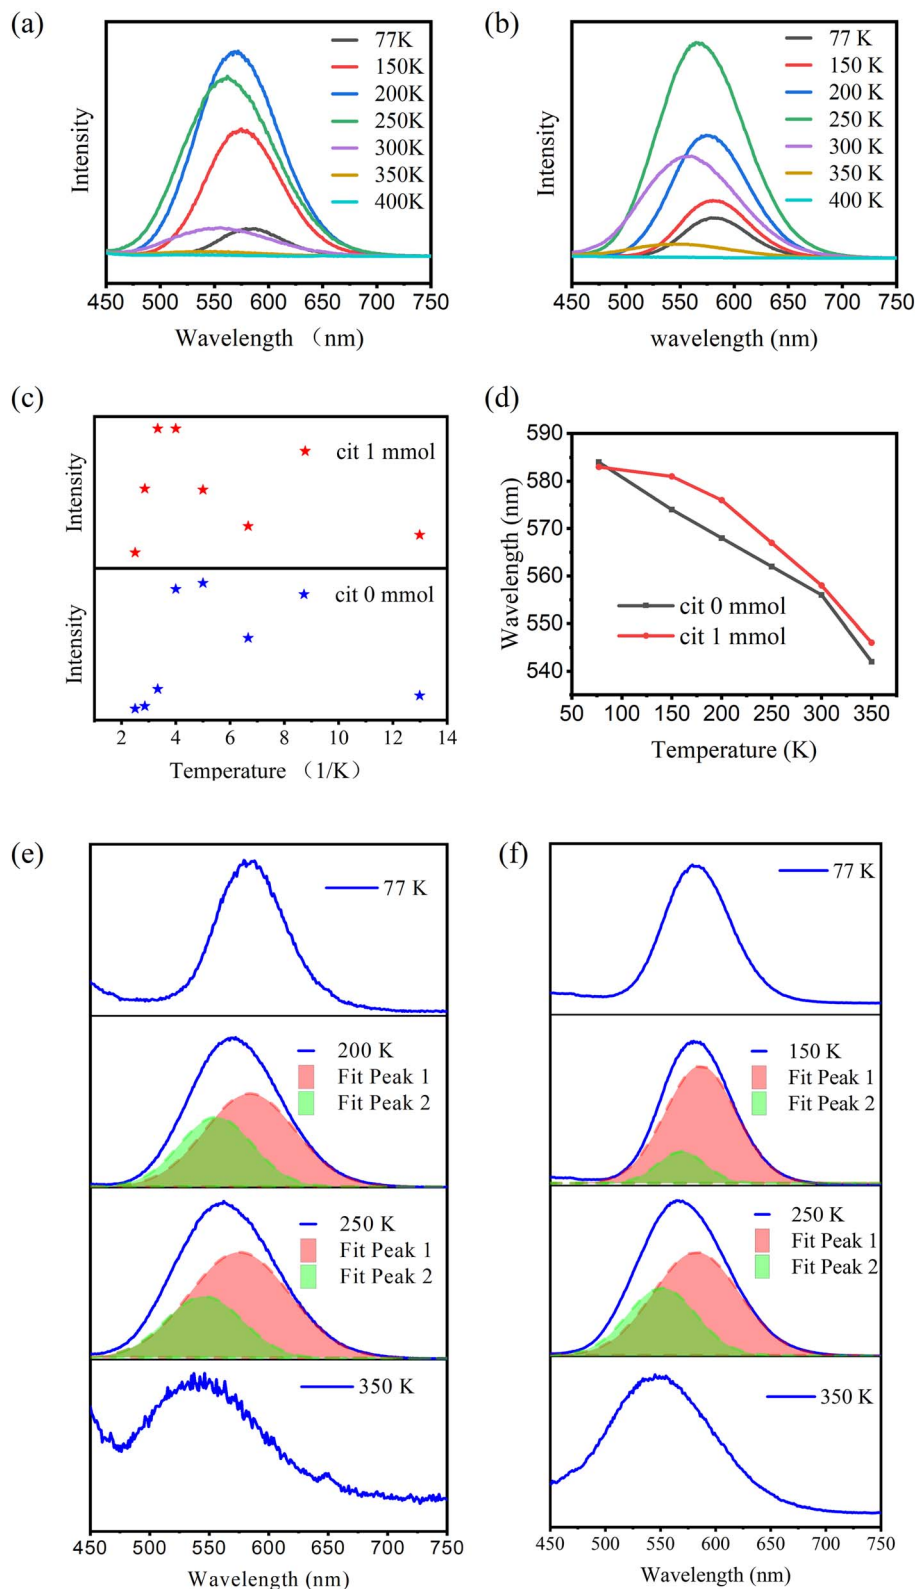 (a)
77K
150K
200K
250K
300K
350K
400K
Intensity
450 500 550 600 650 700 750
Wavelength （nm)
(b)
77 K
150 K
200 K
250 K
300 K
350 K
400 K
Intensity
450 500 550 600 650 700 750
wavelength (nm)
(c)
cit 1 mmol
Intensity
cit 0 mmol
Intensity
2 4 6 8 10 12 14
Temperature （1/K）
(d)
590
580
570
560
550
540
Wavelength (nm)
cit 0 mmol
cit 1 mmol
50 100 150 200 250 300 350
Temperature (K)
(e)
77 K
200 K
Fit Peak 1
Fit Peak 2
250 K
Fit Peak 1
Fit Peak 2
350 K
450 500 550 600 650 700 750
Wavelength (nm)
(f)
77 K
150 K
Fit Peak 1
Fit Peak 2
250 K
Fit Peak 1
Fit Peak 2
350 K
450 500 550 600 650 700 750
Wavelength (nm)